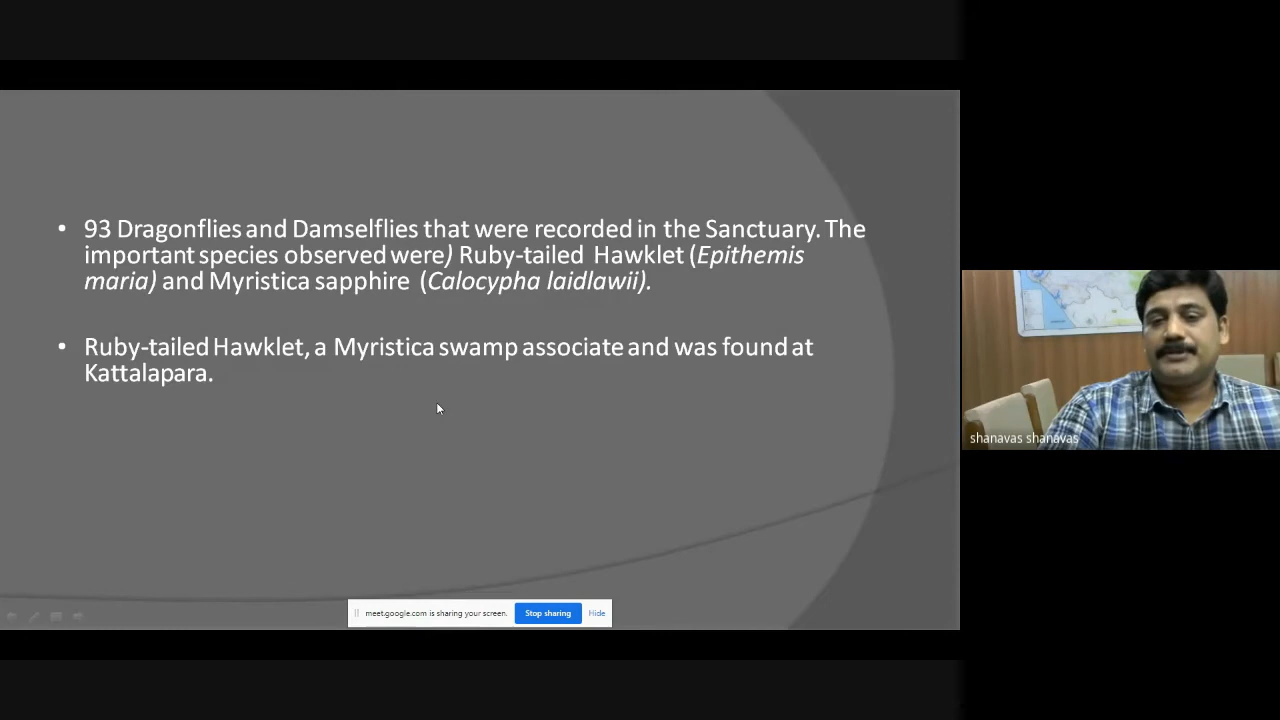 • 93 Dragonflies and Damselflies that were recorded in the Sanctuary. The
important species observed were) Ruby-tailed Hawklet (Epithemis
maria) and Myristica sapphire (Calocypha laidlawii).
• Ruby-tailed Hawklet, a Myristica swamp associate and was found at
Kattalapara.
shanavas shanavas
meet.google.com is sharing your screen. Stop sharing Hide